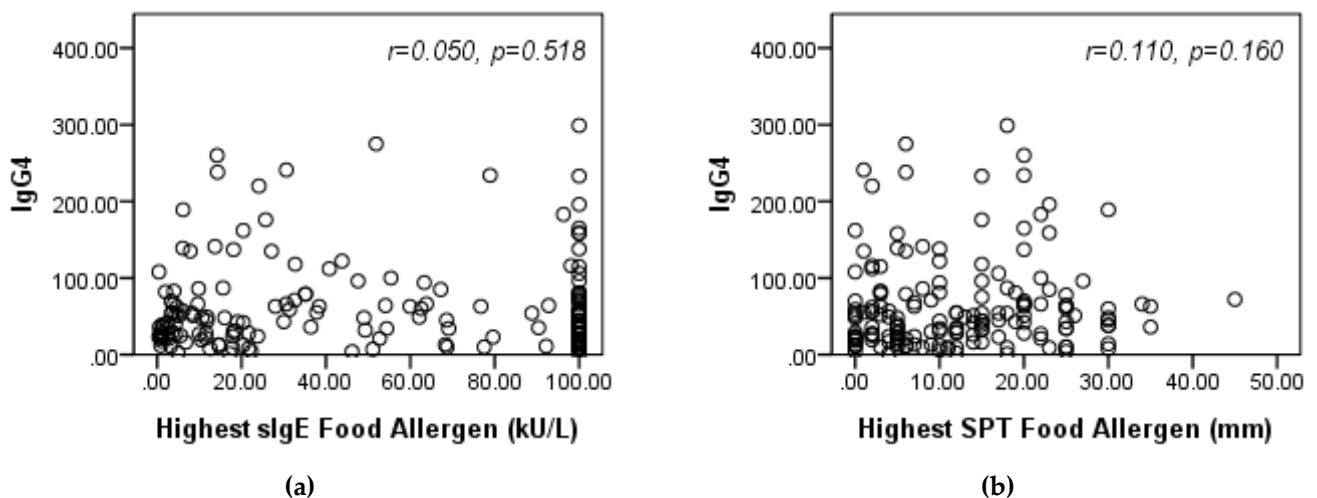 r=0.050, p=0.518
400.00
300.00
200.00
100.00
.00
IgG4
.00 20.00 40.00 60.00 80.00 100.00
Highest sIgE Food Allergen (kU/L)
(a)
r=0.110, p=0.160
400.00
300.00
200.00
100.00
.00
IgG4
.00 10.00 20.00 30.00 40.00 50.00
Highest SPT Food Allergen (mm)
(b)